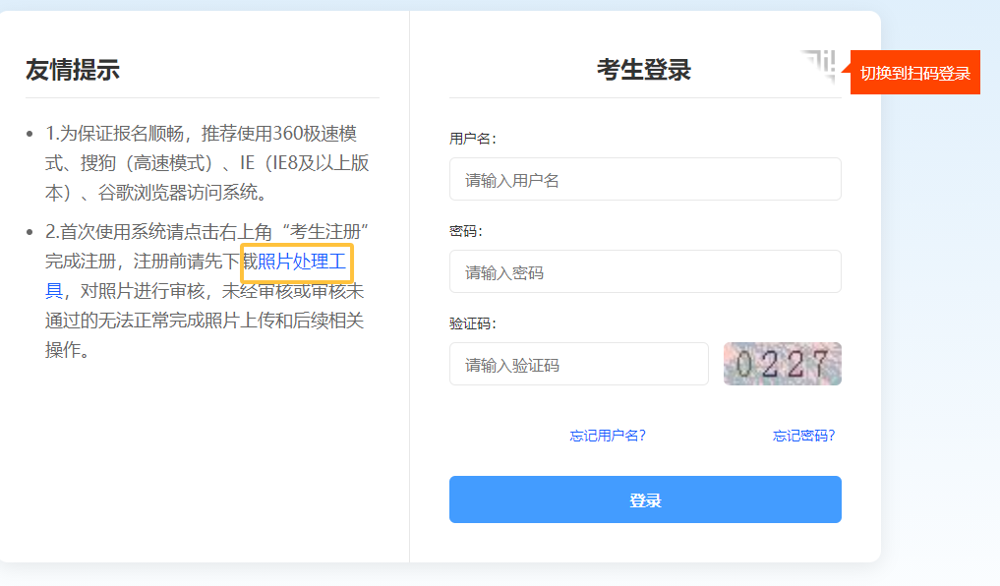 友情提示
1.为保证报名顺畅，推荐使用360极速模
式、搜狗（高速模式）、IE（IE8及以上版
本）、谷歌浏览器访问系统。
2.首次使用系统请点击右上角“考生注册”
完成注册，注册前请先下载照片处理工
具，对照片进行审核，未经审核或审核未
通过的无法正常完成照片上传和后续相关
操作。
考生登录
切换到扫码登录
用户名：
请输入用户名
密码：
请输入密码
验证码：
请输入验证码
0227
忘记用户名？
忘记密码？
登录